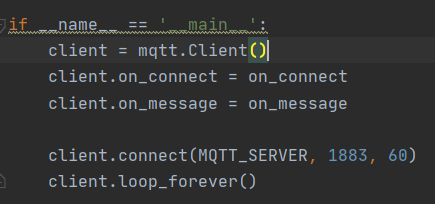 if __name__ == '__main__':
    client = mqtt.Client()
    client.on_connect = on_connect
    client.on_message = on_message

    client.connect(MQTT_SERVER, 1883, 60)
    client.loop_forever()